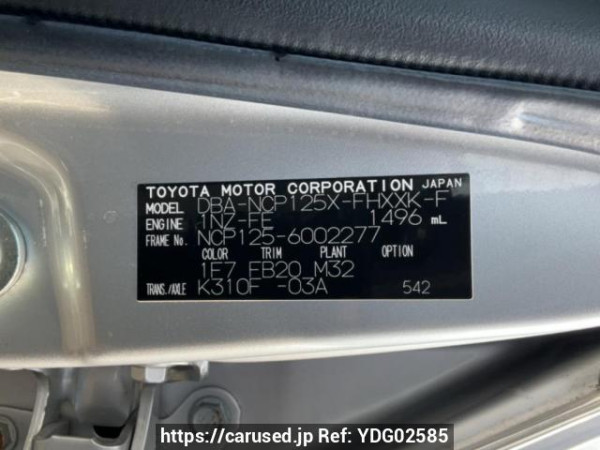 TOYOTA MOTOR CORPORATION JAPAN
MODEL DBA-NCP125X-FHXXK-F
ENGINE 1NZ-FE 1496 mL
FRAME No. NCP125-6002277
COLOR TRIM PLANT OPTION
1E7 EB20 M32
TRANS./AXLE K310F -03A 542
https://carused.jp Ref: YDG02585